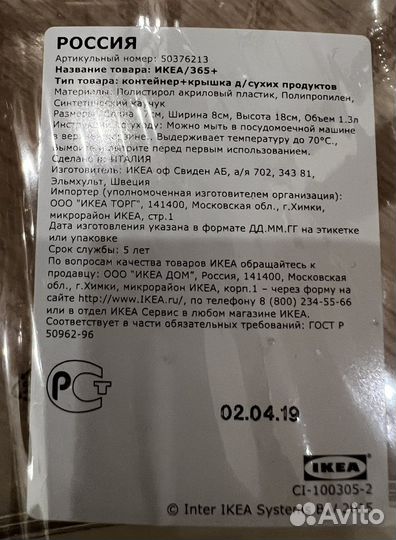 РОССИЯ
Артикульный номер: 50376213
Название товара: ИКЕА/365+
Тип товара: контейнер+крышка д/сухих продуктов
Материалы: Полистирол акриловый пластик, Полипропилен,
Синтетический каучук
Размеры: Ширина 8см, Высота 18см, Объем 1.3л
по уходу: Можно мыть в посудомоечной машине
в Выдерживает температуру до 70°С.,
Вымойте и вытрите перед первым использованием.
Сделано в: ИТАЛИЯ
Изготовитель: ИКЕА оф Свиден АБ, а/я 702, 343 81,
Эльмхульт, Швеция
Импортер (уполномоченная изготовителем организация):
ООО "ИКЕА ТОРГ", 141400, Московская обл., г.Химки,
микрорайон ИКЕА, стр.1
Дата изготовления указана в формате ДД.ММ.ГГ на этикетке
или упаковке
Срок службы: 5 лет
По вопросам качества товаров ИКЕА обращайтесь к
продавцу: ООО "ИКЕА ДОМ", Россия, 141400, Московская
обл., г.Химки, микрорайон ИКЕА, корп.1 – через форму на
сайте http://www.IKEA.ru/, по телефону 8 (800) 234-55-66
или в отдел ИКЕА Сервис в любом магазине ИКЕА.
Соответствует в части обязательных требований: ГОСТ Р
50962-96
РСТ
02.04.19
IKEA
CI-100305-2
© Inter IKEA Systems B.V.
Avito